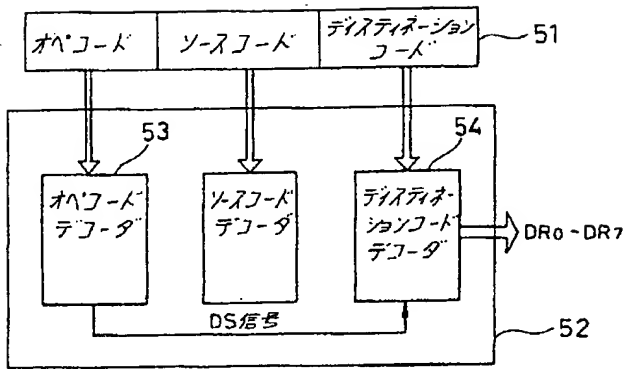 オペコード
ソースコード
ディスティネーション
コード
51
53
54
オペコード
デコーダ
ソースコード
デコーダ
ディスティネー
ションコード
デコーダ
DR0-DR7
DS信号
52